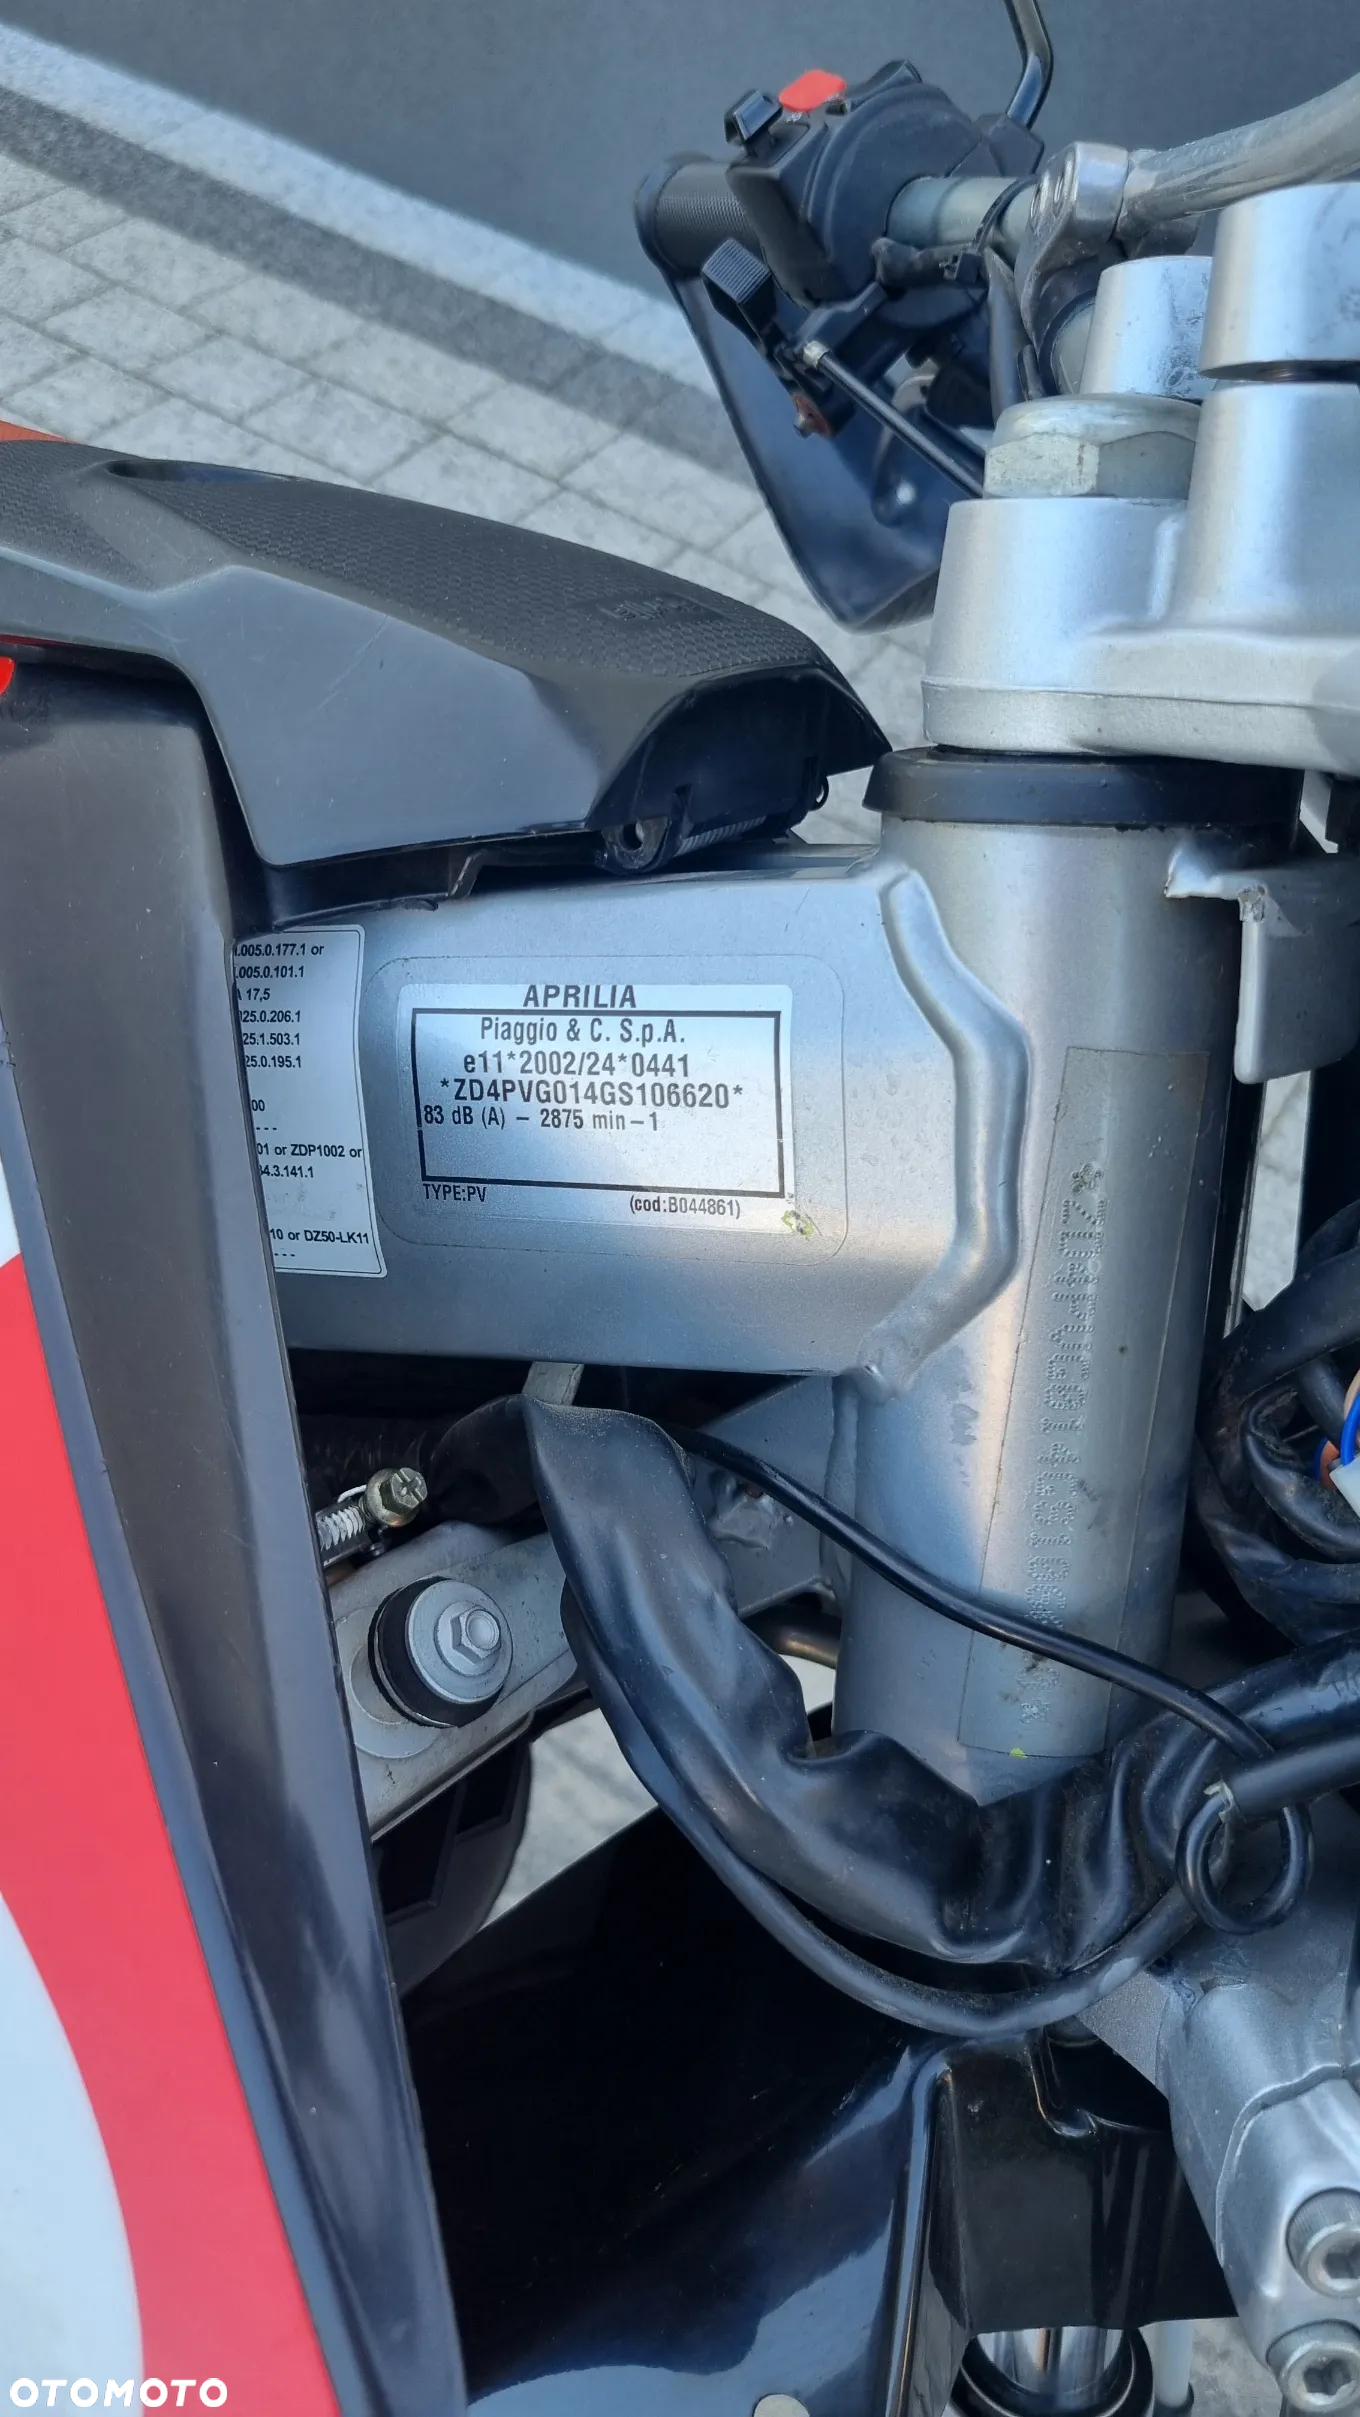 .005.0.177.1 or
.005.0.101.1
A 17,5
025.0.206.1
25.1.503.1
25.0.195.1
00
- - -
01 or ZDP1002 or
4.3.141.1
10 or DZ50-LK11
- - -
APRILIA
Piaggio & C. S.p.A.
e11*2002/24*0441
*ZD4PVG014GS106620*
83 dB (A) - 2875 min-1
TYPE:PV
(cod:B044861)
OTOMOTO